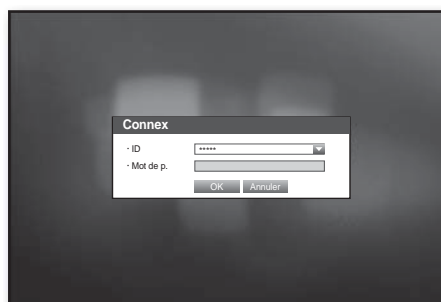 Connex
· ID *****
· Mot de p.
OK Annuler